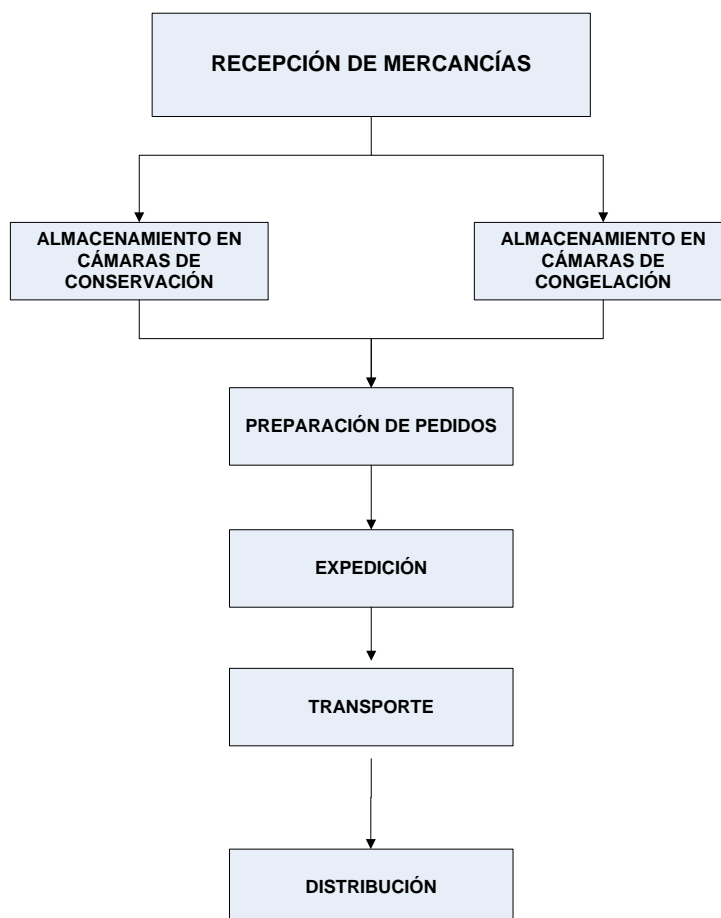 RECEPCIÓN DE MERCANCÍAS
ALMACENAMIENTO EN
CÁMARAS DE
CONSERVACIÓN
ALMACENAMIENTO EN
CÁMARAS DE
CONGELACIÓN
PREPARACIÓN DE PEDIDOS
EXPEDICIÓN
TRANSPORTE
DISTRIBUCIÓN